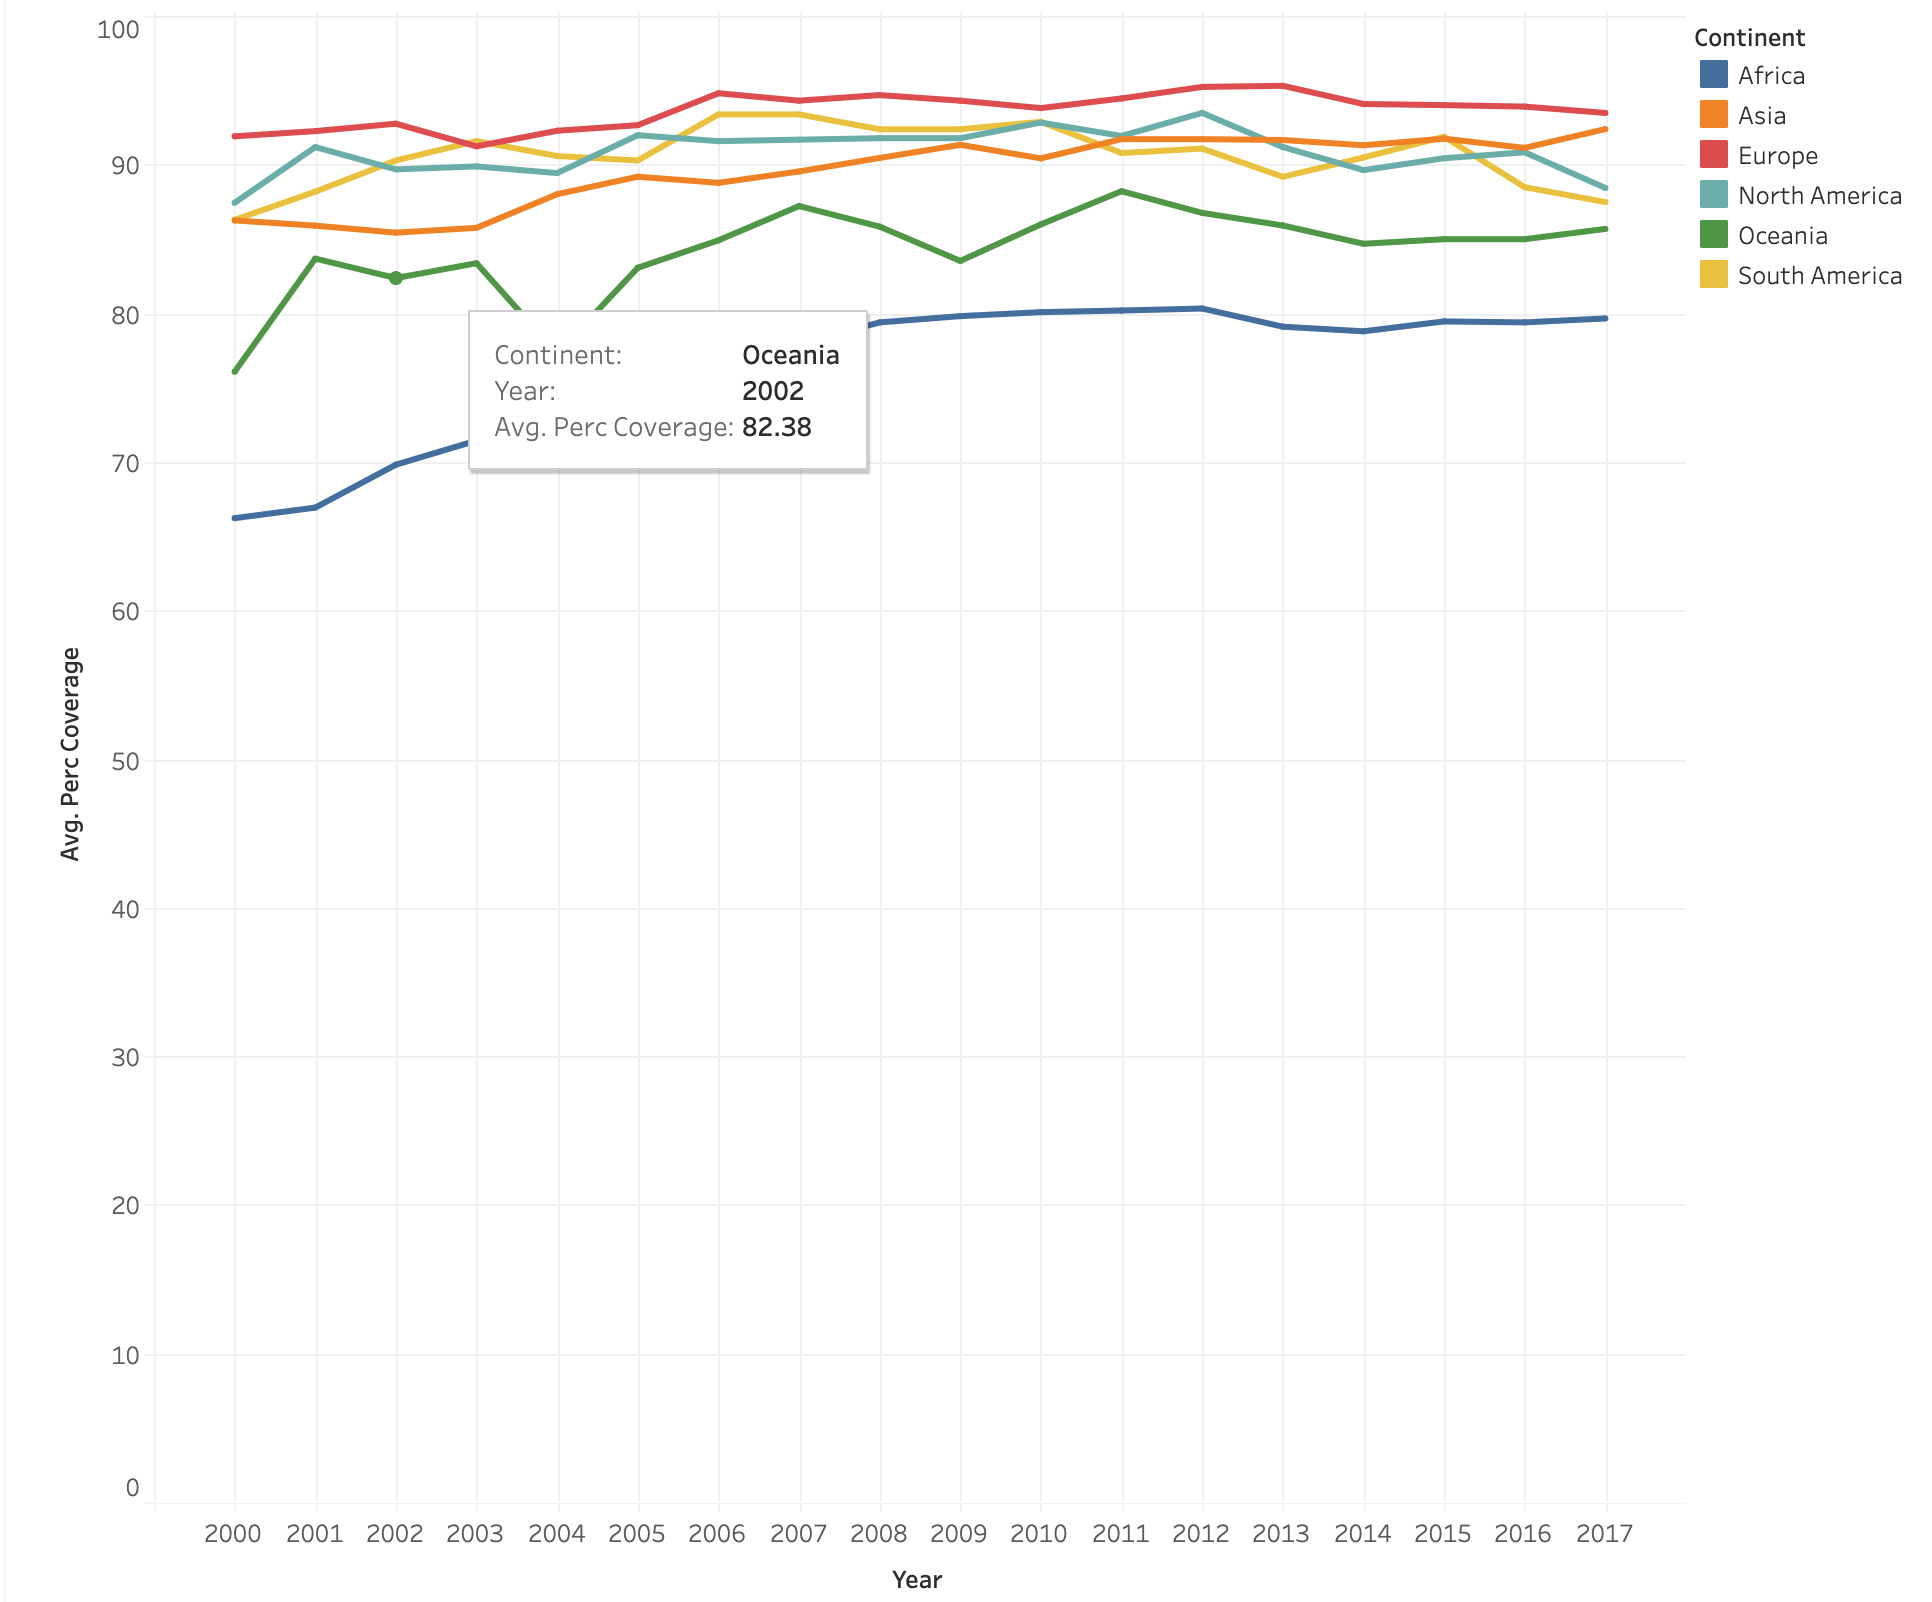 100
90
80
70
60
50
40
30
20
10
0
Avg. Perc Coverage
Continent: Oceania
Year: 2002
Avg. Perc Coverage: 82.38
2000 2001 2002 2003 2004 2005 2006 2007 2008 2009 2010 2011 2012 2013 2014 2015 2016 2017
Year
Continent
Africa
Asia
Europe
North America
Oceania
South America